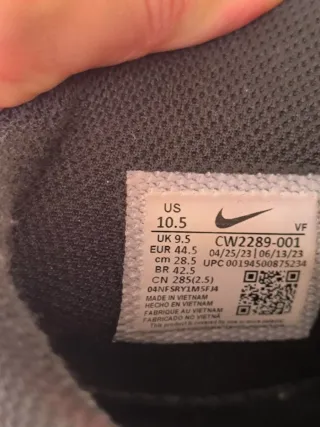 US
10.5
VF
UK 9.5
CW2289-001
EUR 44.5
04/25/23 | 06/13/23
cm 28.5
UPC 00194500875234
BR 42.5
CN 285(2.5)
04NFSRY1M5FJ4
MADE IN VIETNAM
HECHO EN VIETNAM
FABRIQUE AU VIETNAM
FABRICADO NO VIETNA